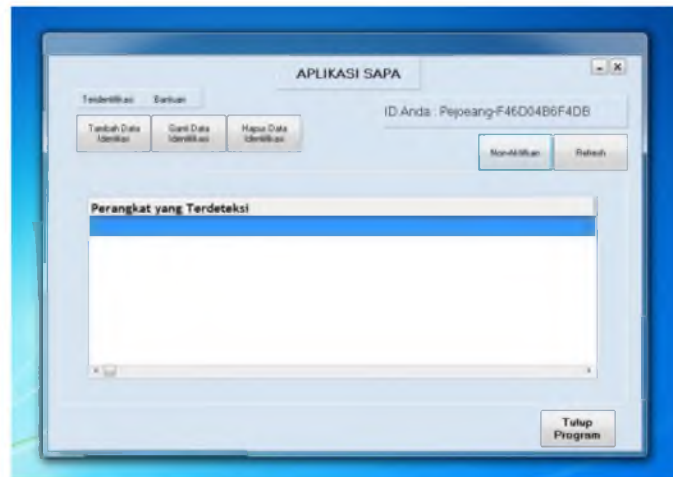 APLIKASI SAPA
Teridentifikasi Bantuan
ID Anda : Pejoeang-F46D04B6F4DB
Tambah Data
Identifikasi
Ganti Data
Identifikasi
Hapus Data
Identifikasi
Non-Aktifkan
Refresh
Perangkat yang Terdeteksi
Tutup
Program